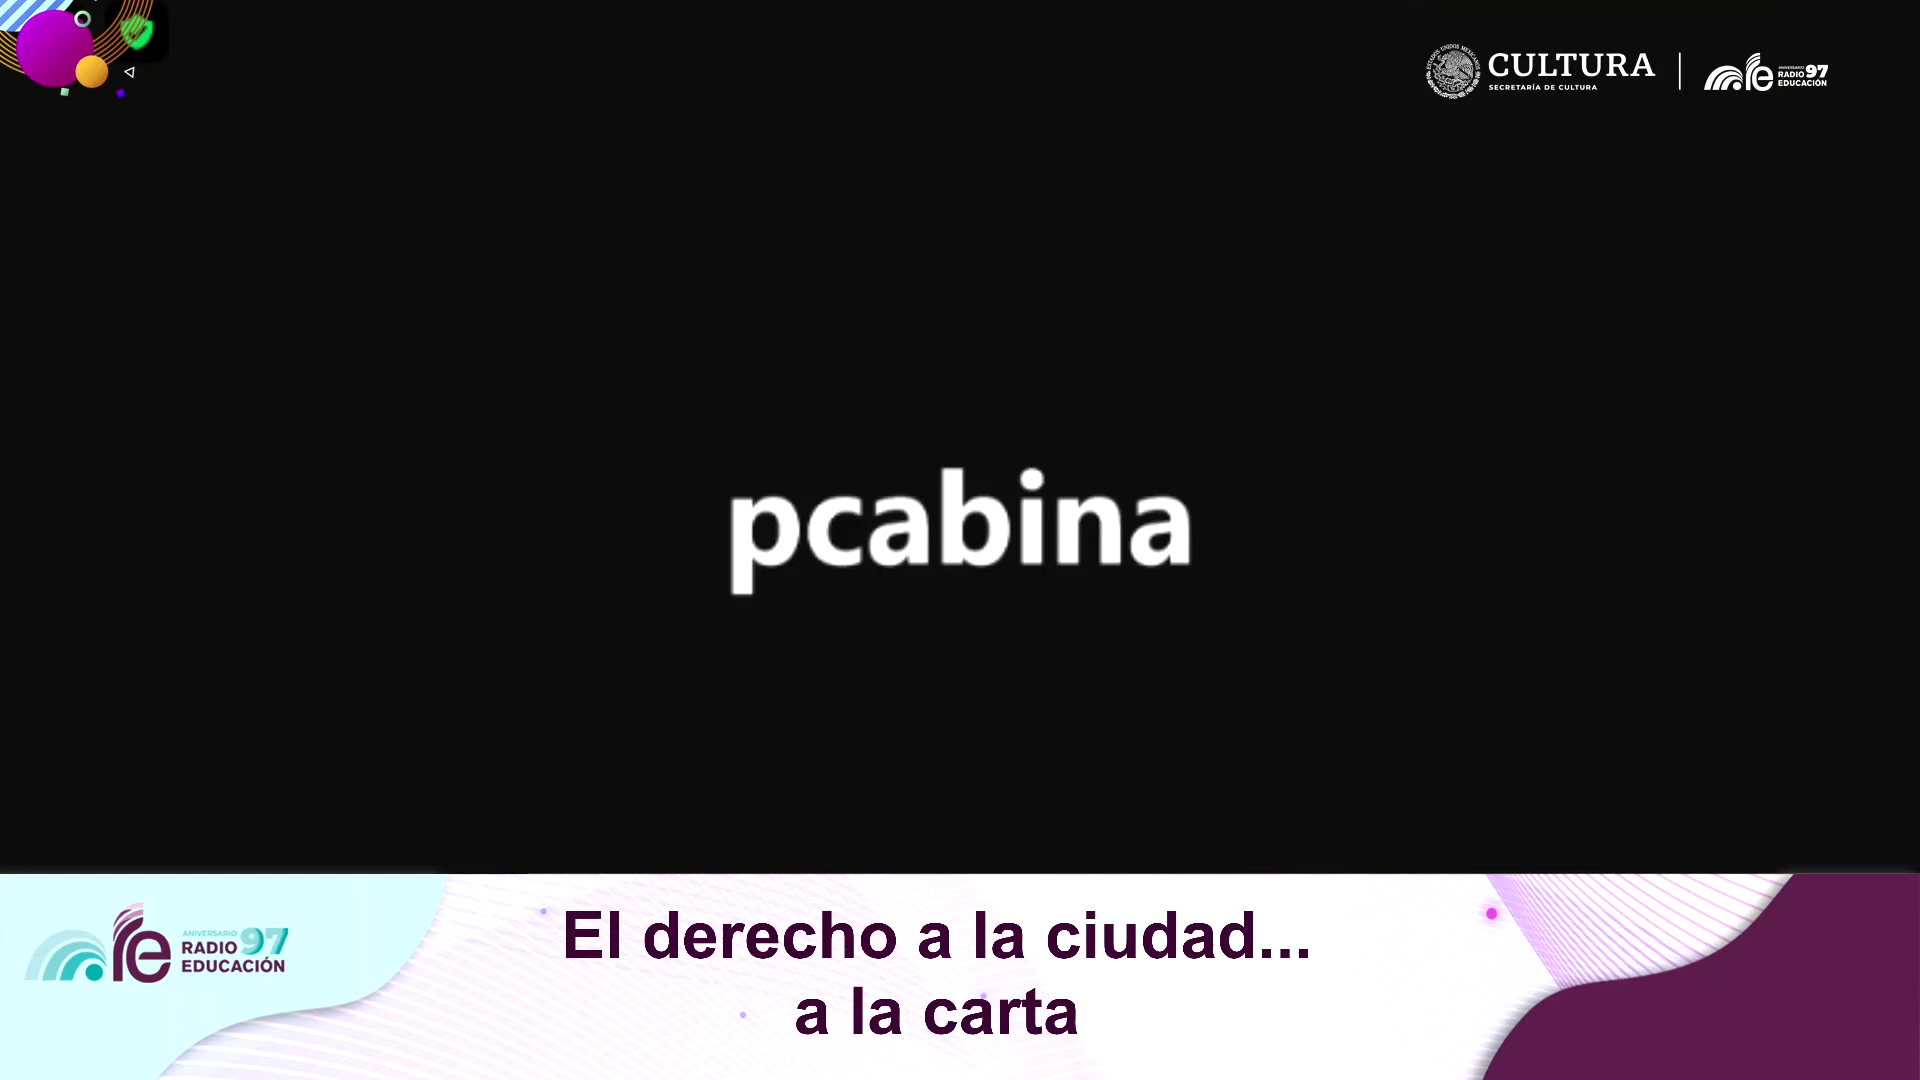 CULTURA
SECRETARÍA DE CULTURA
ANIVERSARIO
RADIO 97
EDUCACIÓN
pcabina
re
ANIVERSARIO
RADIO 97
EDUCACIÓN
El derecho a la ciudad...
a la carta